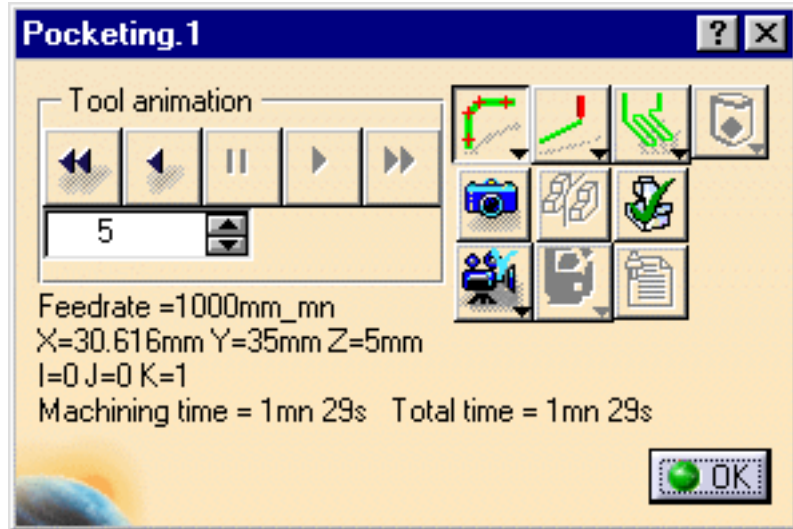 Pocketing.1
Tool animation
5
Feedrate =1000mm_mn
X=30.616mm Y=35mm Z=5mm
I=0 J=0 K=1
Machining time = 1mn 29s Total time = 1mn 29s
OK